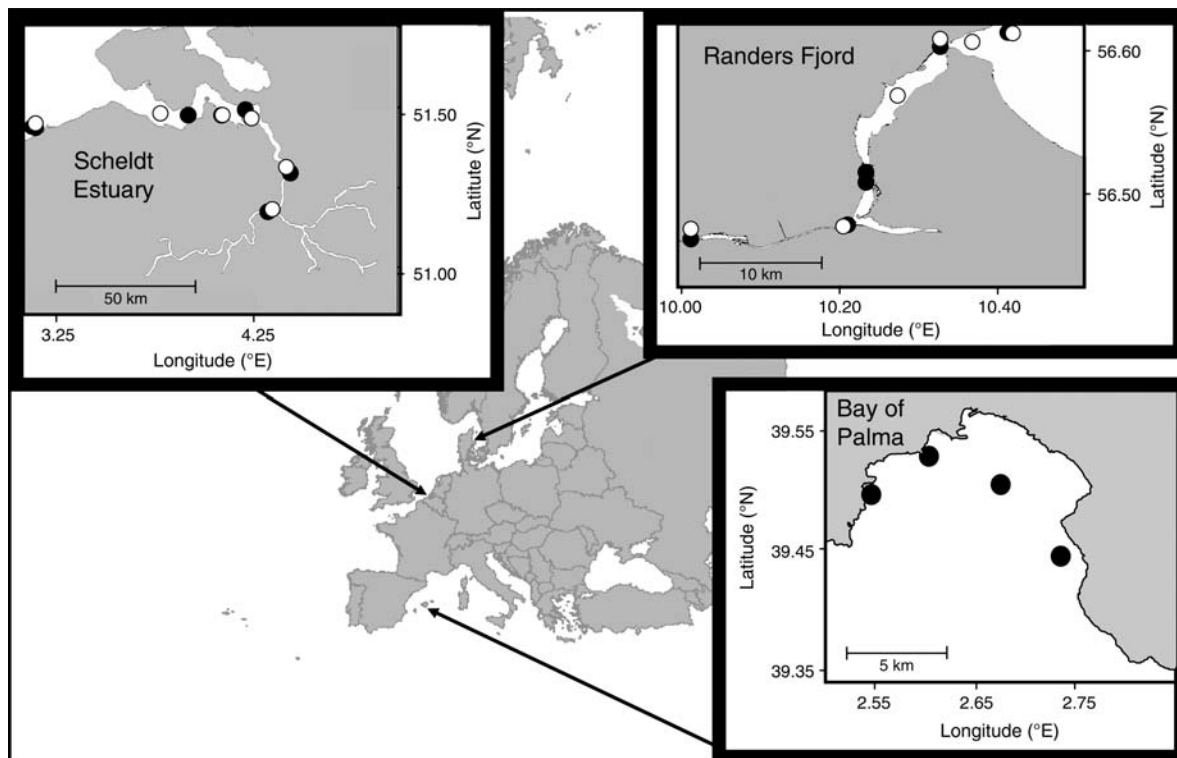 Scheldt
Estuary
51.50
51.00
Latitute (°N)
50 km
3.25
4.25
Longitude (°E)
Randers Fjord
56.60
56.50
Latitude (°N)
10 km
10.00
10.20
10.40
Longitude (°E)
Bay of
Palma
39.55
39.45
39.35
Latitude (°N)
5 km
2.55
2.65
2.75
Longitude (°E)